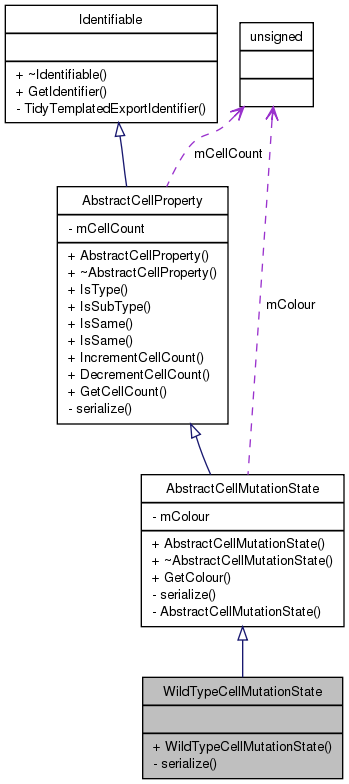 Identifiable
+ ~Identifiable()
+ GetIdentifier()
- TidyTemplatedExportIdentifier()
unsigned
mCellCount
AbstractCellProperty
- mCellCount
+ AbstractCellProperty()
+ ~AbstractCellProperty()
+ IsType()
+ IsSubType()
+ IsSame()
+ IsSame()
+ IncrementCellCount()
+ DecrementCellCount()
+ GetCellCount()
- serialize()
mColour
AbstractCellMutationState
- mColour
+ AbstractCellMutationState()
+ ~AbstractCellMutationState()
+ GetColour()
- serialize()
- AbstractCellMutationState()
WildTypeCellMutationState
+ WildTypeCellMutationState()
- serialize()